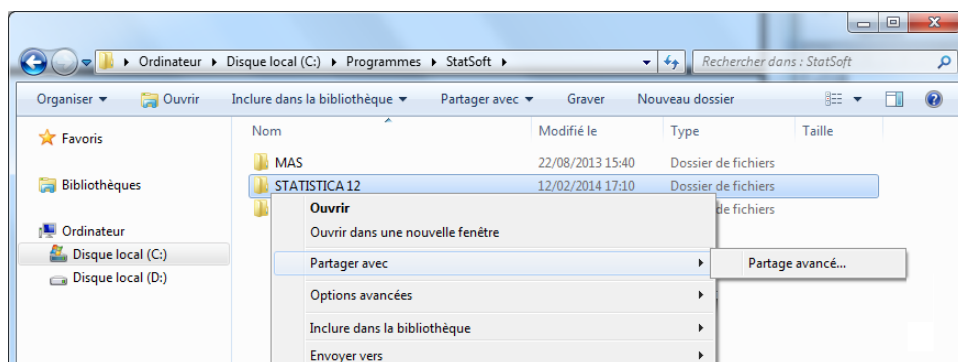 Ordinateur Disque local (C:) Programmes StatSoft Rechercher dans : StatSoft
Organiser Ouvrir Inclure dans la bibliothèque Partager avec Graver Nouveau dossier
Nom Modifié le Type Taille
Favoris
MAS 22/08/2013 15:40 Dossier de fichiers
Bibliothèques
STATISTICA 12 12/02/2014 17:10 Dossier de fichiers
de fichiers
Ouvrir
Ordinateur
Ouvrir dans une nouvelle fenêtre
Disque local (C:)
Partager avec Partage avancé...
Disque local (D:)
Options avancées
Inclure dans la bibliothèque
Envoyer vers